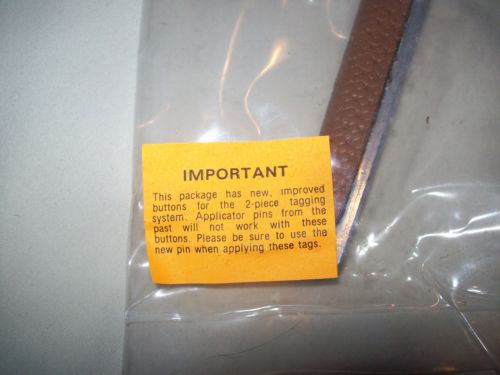 IMPORTANT
This package has new, improved
buttons for the 2-piece tagging
system. Applicator pins from the
past will not work with these
buttons. Please be sure to use the
new pin when applying these tags.